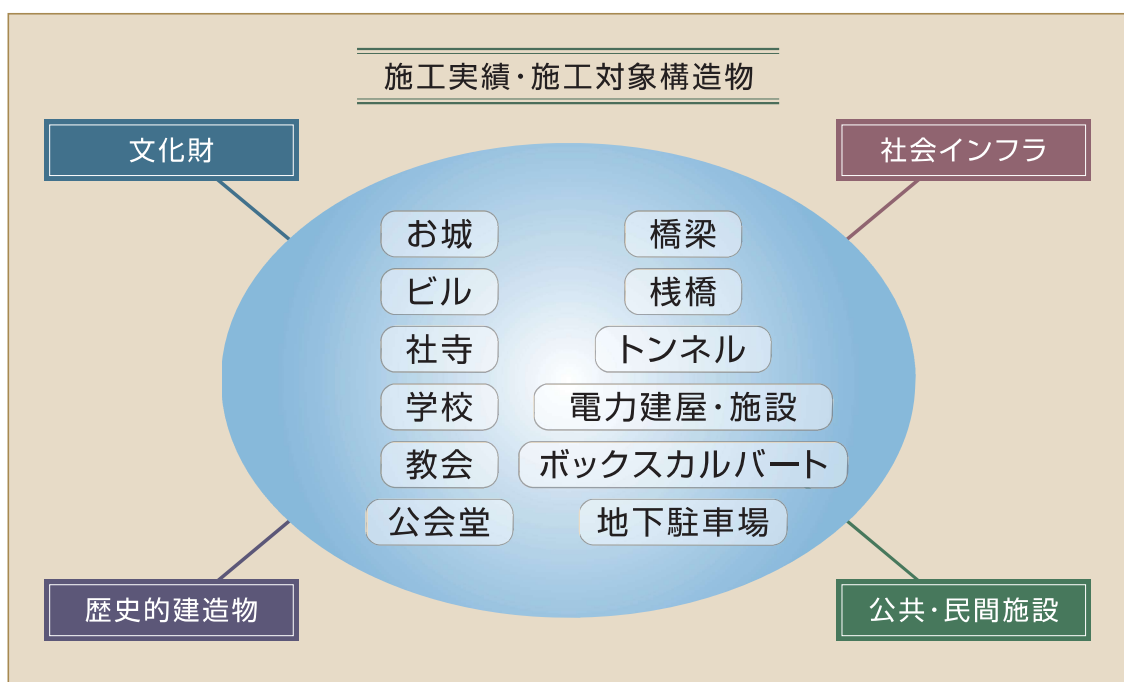 施工実績・施工対象構造物
文化財
社会インフラ
お城
橋梁
ビル
桟橋
社寺
トンネル
学校
電力建屋・施設
教会
ボックスカルバート
公会堂
地下駐車場
歴史的建造物
公共・民間施設